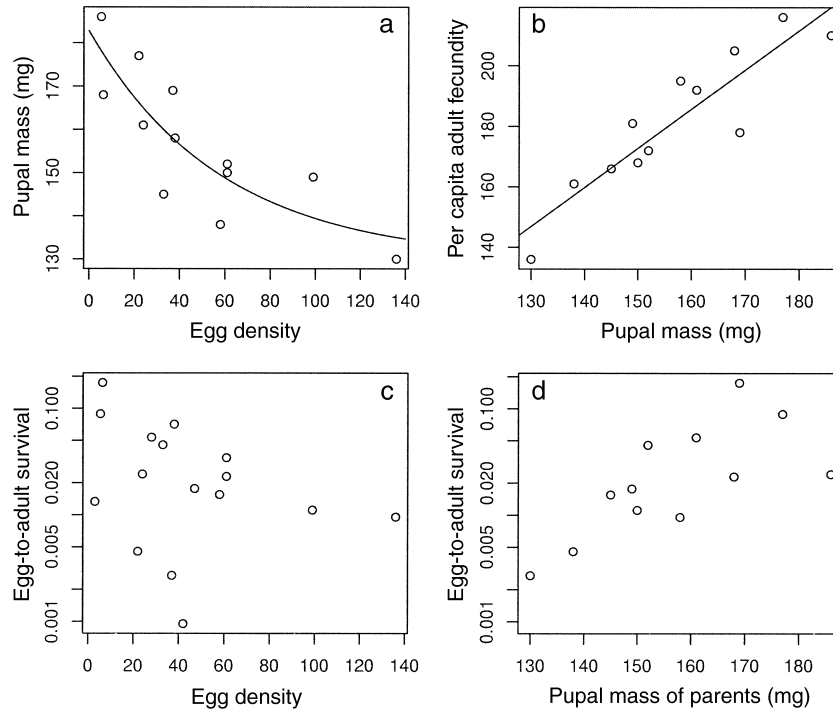 a
Pupal mass (mg)
170
150
130
0 20 40 60 80 100 120 140
Egg density
b
Per capita adult fecundity
200
180
160
140
130 140 150 160 170 180
Pupal mass (mg)
c
Egg-to-adult survival
0.100
0.020
0.005
0.001
0 20 40 60 80 100 120 140
Egg density
d
Egg-to-adult survival
0.100
0.020
0.005
0.001
130 140 150 160 170 180
Pupal mass of parents (mg)